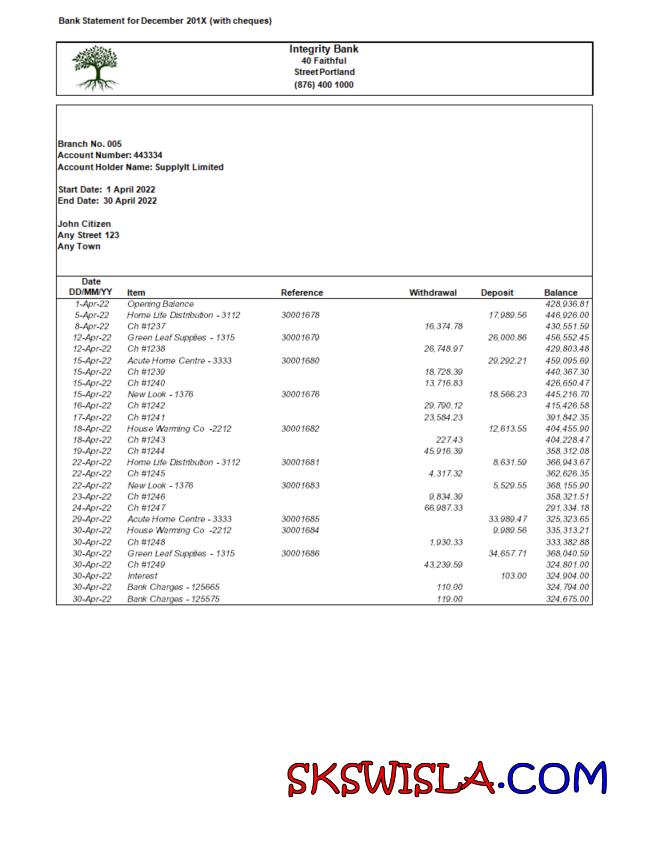 Bank Statement for December 201X (with cheques)
Integrity Bank
40 Faithful
Street Portland
(876) 400 1000
Branch No. 005
Account Number: 443334
Account Holder Name: SupplyIt Limited
Start Date: 1 April 2022
End Date: 30 April 2022
John Citizen
Any Street 123
Any Town
Date
DD/MM/YY Item Reference Withdrawal Deposit Balance
1-Apr-22 Opening Balance 428,936.81
5-Apr-22 Home Life Distribution - 3112 30001678 17,989.56 446,926.00
8-Apr-22 Ch #1237 16,374.78 430,551.59
12-Apr-22 Green Leaf Supplies - 1315 30001679 26,000.86 456,552.45
12-Apr-22 Ch #1238 26,748.97 429,803.48
15-Apr-22 Acute Home Centre - 3333 30001680 29,292.21 459,095.69
15-Apr-22 Ch #1239 18,728.39 440,367.30
15-Apr-22 Ch #1240 13,716.83 426,650.47
15-Apr-22 New Look - 1376 30001676 18,566.23 445,216.70
16-Apr-22 Ch #1242 29,790.12 415,426.58
17-Apr-22 Ch #1241 23,584.23 391,842.35
18-Apr-22 House Warming Co -2212 30001682 12,613.55 404,455.90
18-Apr-22 Ch #1243 227.43 404,228.47
19-Apr-22 Ch #1244 45,916.39 358,312.08
22-Apr-22 Home Life Distribution - 3112 30001681 8,631.59 366,943.67
22-Apr-22 Ch #1245 4,317.32 362,626.35
22-Apr-22 New Look - 1376 30001683 5,529.55 368,155.90
23-Apr-22 Ch #1246 9,834.39 358,321.51
24-Apr-22 Ch #1247 66,987.33 291,334.18
29-Apr-22 Acute Home Centre - 3333 30001685 33,989.47 325,323.65
30-Apr-22 House Warming Co -2212 30001684 9,989.56 335,313.21
30-Apr-22 Ch #1248 1,930.33 333,382.88
30-Apr-22 Green Leaf Supplies - 1315 30001686 34,657.71 368,040.59
30-Apr-22 Ch #1249 43,239.59 324,801.00
30-Apr-22 Interest 103.00 324,904.00
30-Apr-22 Bank Charges - 125665 110.00 324,794.00
30-Apr-22 Bank Charges - 125575 119.00 324,675.00
SKSWISLA.COM